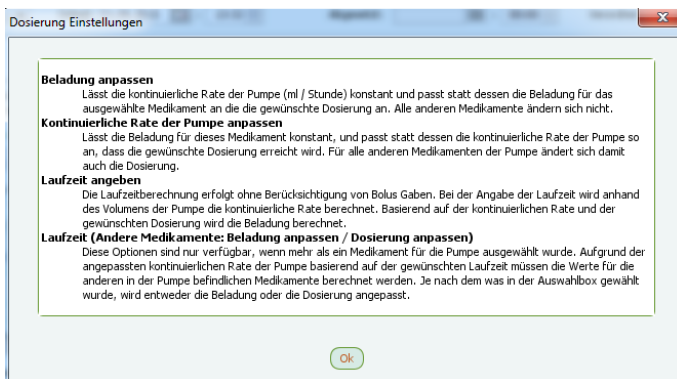 Dosierung Einstellungen
Beladung anpassen
Lässt die kontinuierliche Rate der Pumpe (ml / Stunde) konstant und passt statt dessen die Beladung für das
ausgewählte Medikament an die die gewünschte Dosierung an. Alle anderen Medikamente ändern sich nicht.
Kontinuierliche Rate der Pumpe anpassen
Lässt die Beladung für dieses Medikament konstant, und passt statt dessen die kontinuierliche Rate der Pumpe so
an, dass die gewünschte Dosierung erreicht wird. Für alle anderen Medikamenten der Pumpe ändert sich damit
auch die Dosierung.
Laufzeit angeben
Die Laufzeitberechnung erfolgt ohne Berücksichtigung von Bolus Gaben. Bei der Angabe der Laufzeit wird anhand
des Volumens der Pumpe die kontinuierliche Rate berechnet. Basierend auf der kontinuierlichen Rate und der
gewünschten Dosierung wird die Beladung berechnet.
Laufzeit (Andere Medikamente: Beladung anpassen / Dosierung anpassen)
Diese Optionen sind nur verfügbar, wenn mehr als ein Medikament für die Pumpe ausgewählt wurde. Aufgrund der
angepassten kontinuierlichen Rate der Pumpe basierend auf der gewünschten Laufzeit müssen die Werte für die
anderen in der Pumpe befindlichen Medikamente berechnet werden. Je nach dem was in der Auswahlbox gewählt
wurde, wird entweder die Beladung oder die Dosierung angepasst.
Ok